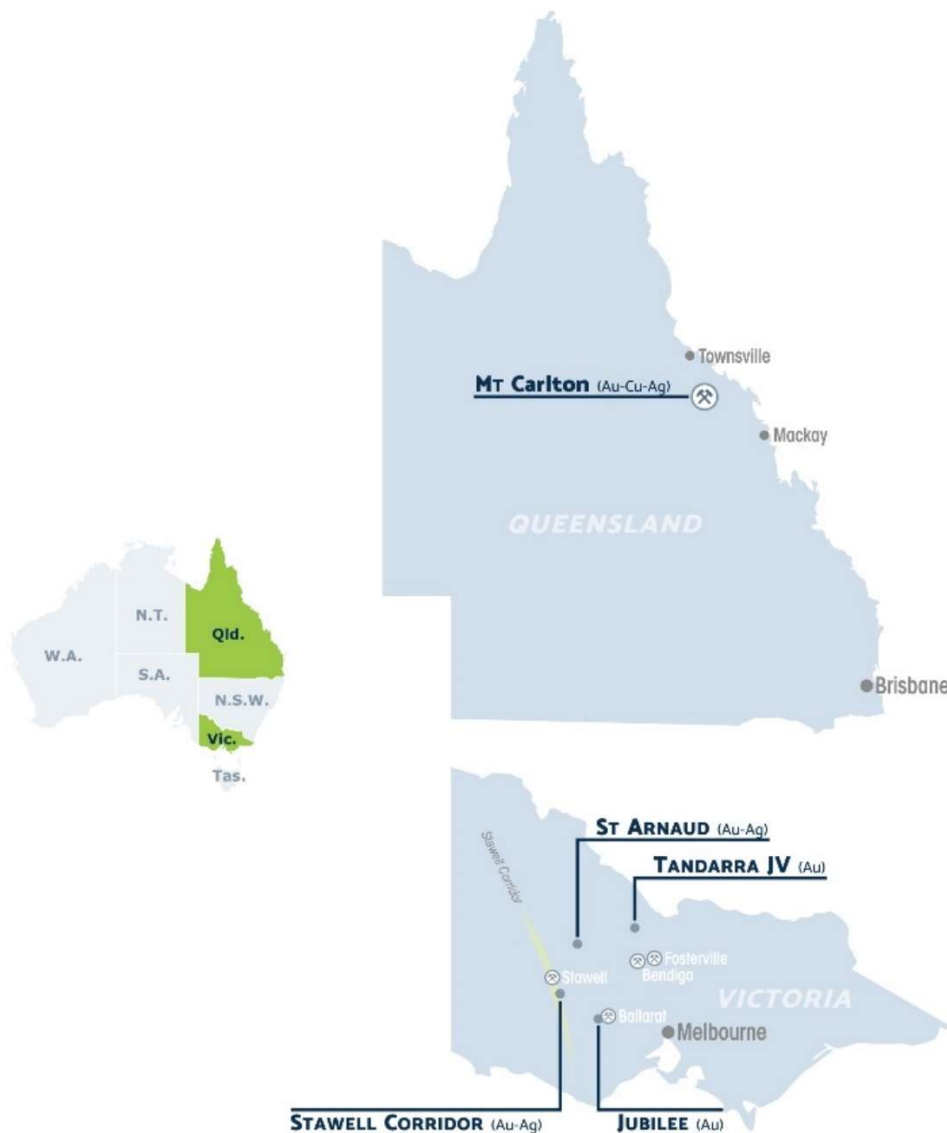 Townsville
MT Carlton (Au-Cu-Ag)
Mackay
QUEENSLAND
Brisbane
N.T.
Qld.
W.A.
S.A.
N.S.W.
Vic.
Tas.
ST ARNAUD (Au-Ag)
TANDARRA JV (Au)
Stawell Corridor
Fosterville
Bendigo
Stawell
VICTORIA
Ballarat
Melbourne
STAWELL CORRIDOR (Au-Ag)
JUBILEE (Au)